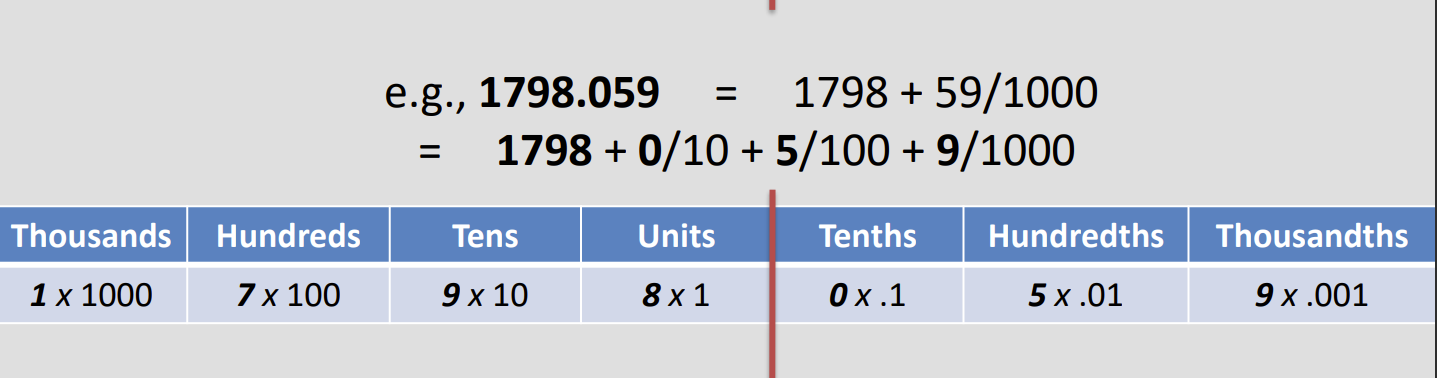 e.g., 1798.059 = 1798 + 59/1000
= 1798 + 0/10 + 5/100 + 9/1000
Thousands Hundreds Tens Units Tenths Hundredths Thousandths
1 x 1000 7 x 100 9 x 10 8 x 1 0 x .1 5 x .01 9 x .001